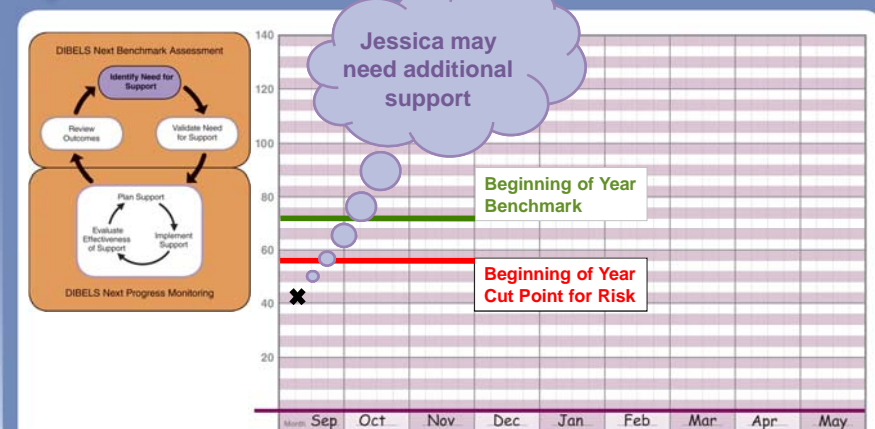 DIBELS Next Benchmark Assessment
Identify Need for
Support
Review
Outcomes
Validate Need
for Support
Plan Support
Evaluate
Effectiveness
of Support
Implement
Support
DIBELS Next Progress Monitoring
Jessica may
need additional
support
140
120
100
80
60
40
20
Beginning of Year
Benchmark
Beginning of Year
Cut Point for Risk
Month Sep Oct Nov Dec Jan Feb Mar Apr May